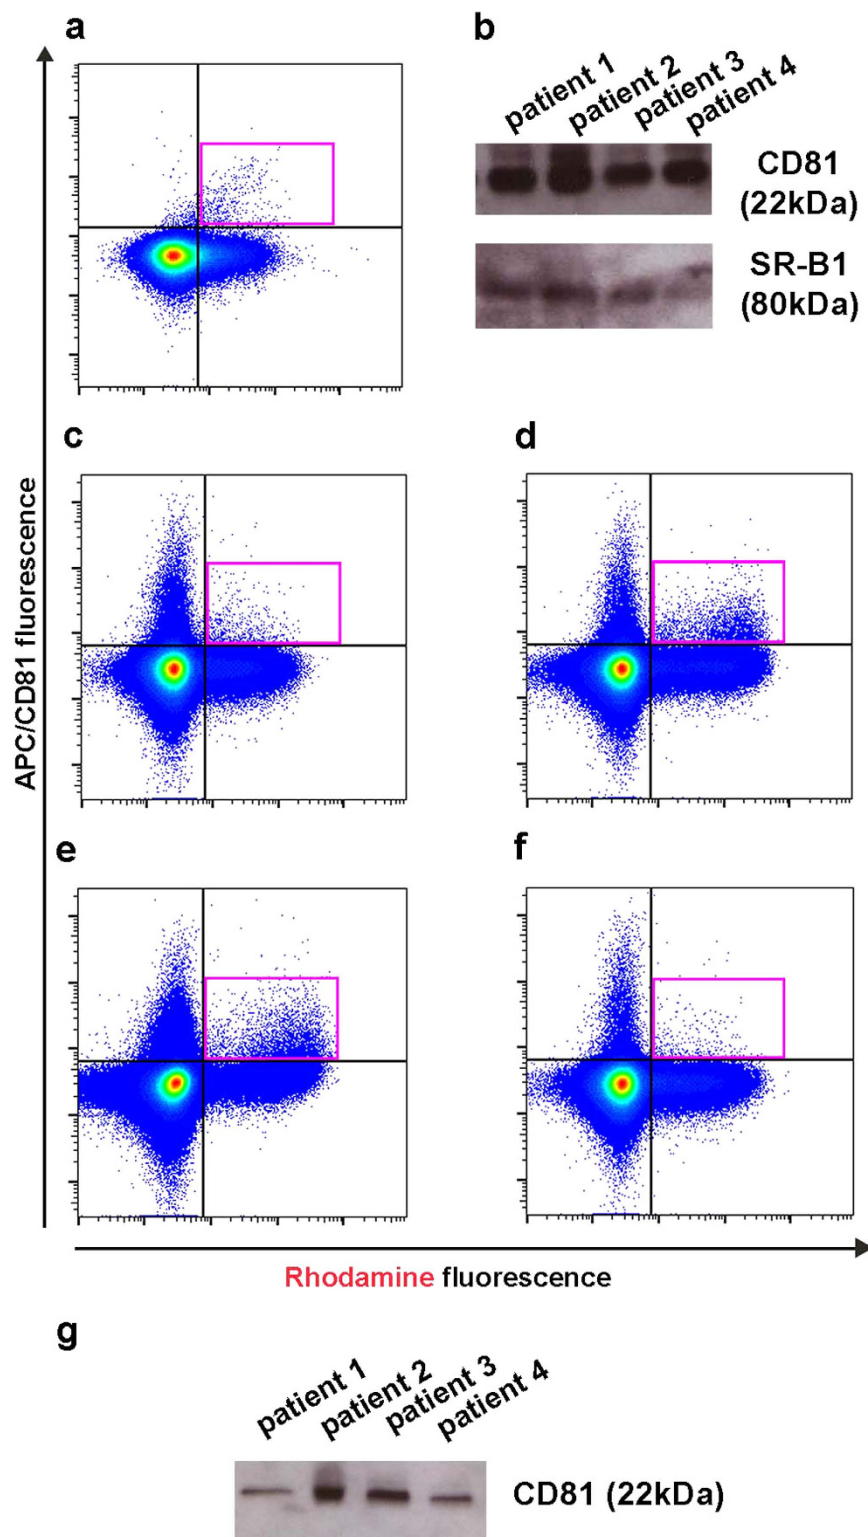 a
b
patient 1
patient 2
patient 3
patient 4
CD81
(22kDa)
SR-B1
(80kDa)
c
d
APC/CD81 fluorescence
e
f
Rhodamine fluorescence
g
patient 1
patient 2
patient 3
patient 4
CD81 (22kDa)